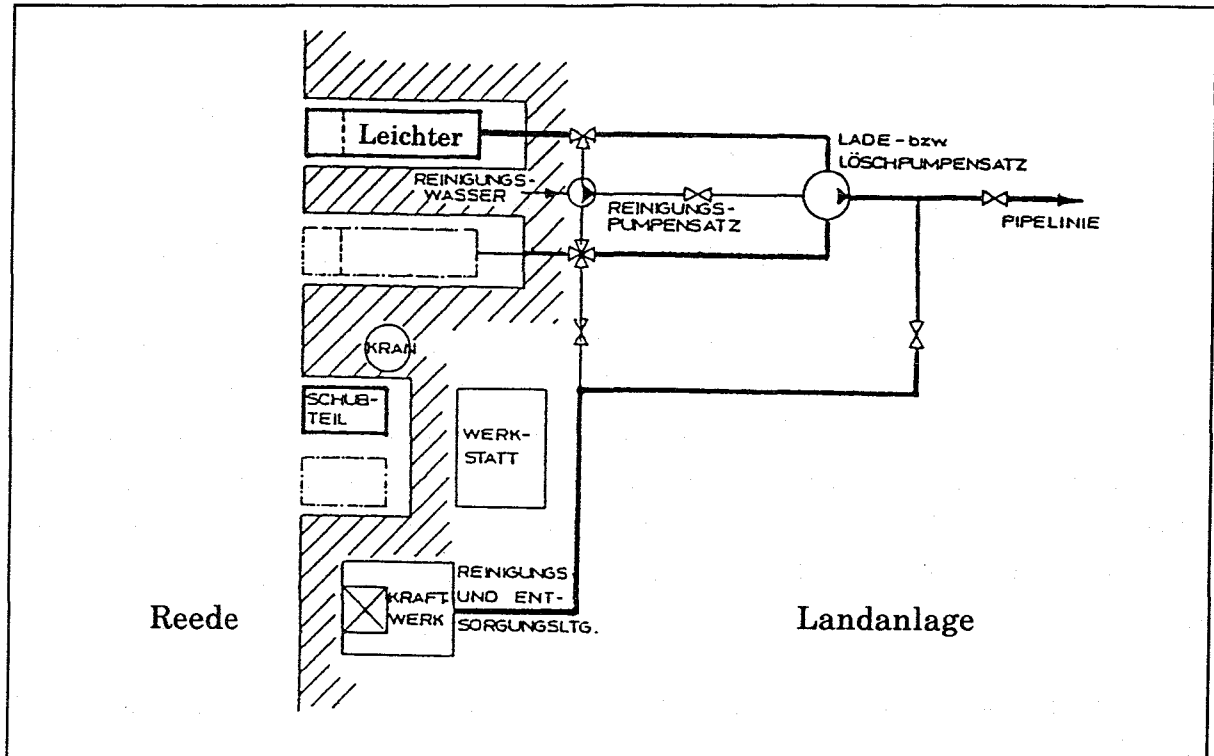 Leichter
LADE-bzw.
LÖSCHPUMPENSATZ
REINIGUNGS-
WASSER
REINIGUNGS-
PUMPENSATZ
PIPELINIE
KRAN
SCHUB-
TEIL
WERK-
STATT
REINIGUNGS
UND ENT-
SORGUNGSLTG.
KRAFT
WERK
Reede
Landanlage